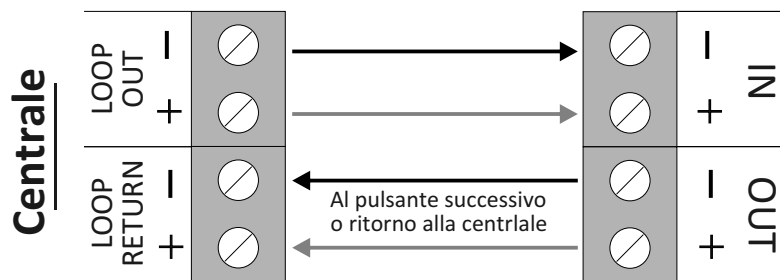 Centrale
LOOP
OUT
−
+
LOOP
RETURN
−
+
Al pulsante successivo
o ritorno alla centrlale
−
+
IN
−
+
OUT